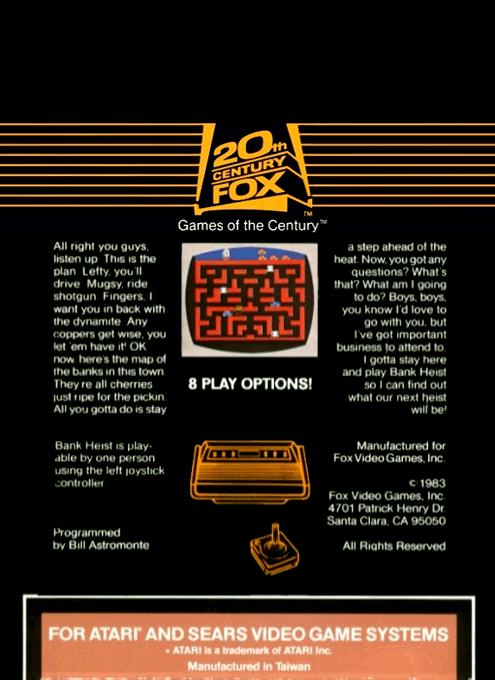 20th
CENTURY
FOX
TM
Games of the Century™
All right you guys,
listen up. This is the
plan. Lefty, you'll
drive. Mugsy, ride
shotgun. Fingers, I
want you in back with
the dynamite. Any
coppers get wise, you
let 'em have it! OK
now, here's the map of
the banks in this town.
They're all cherries
just ripe for the pickin.
All you gotta do is stay
8 PLAY OPTIONS!
a step ahead of the
heat. Now, you got any
questions? What's
that? What am I going
to do? Boys, boys,
you know I'd love to
go with you, but
I've got important
business to attend to.
I gotta stay here
and play Bank Heist
so I can find out
what our next heist
will be!
Bank Heist is play-
able by one person
using the left joystick
controller
Programmed
by Bill Astromonte
Manufactured for
Fox Video Games, Inc.
© 1983
Fox Video Games, Inc.
4701 Patrick Henry Dr.
Santa Clara, CA 95050
All Rights Reserved
FOR ATARI® AND SEARS VIDEO GAME SYSTEMS
• ATARI is a trademark of ATARI Inc.
Manufactured in Taiwan